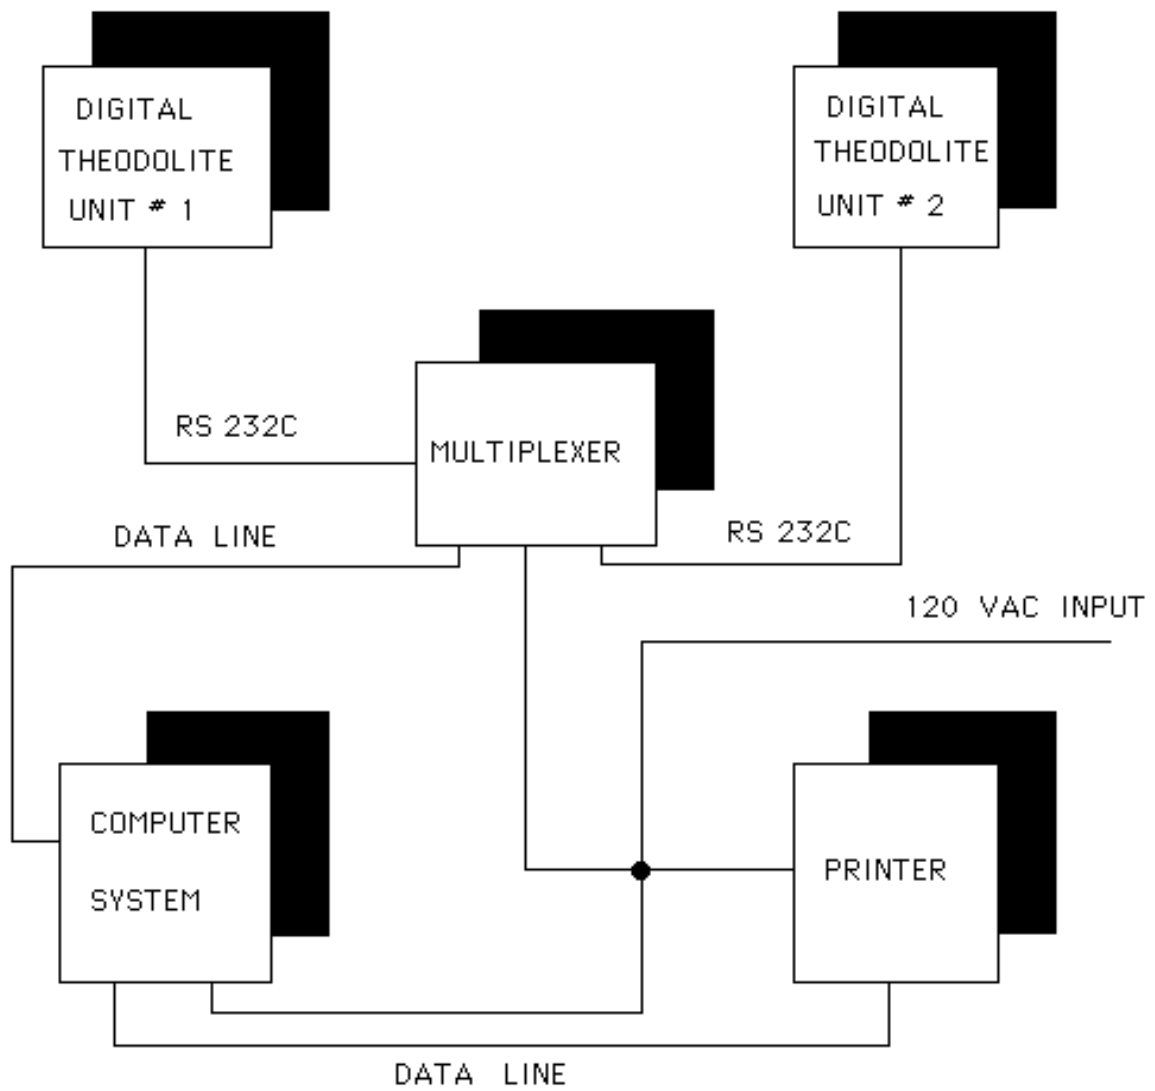 DIGITAL
THEODOLITE
UNIT # 1
DIGITAL
THEODOLITE
UNIT # 2
RS 232C
MULTIPLEXER
DATA LINE
RS 232C
120 VAC INPUT
COMPUTER
SYSTEM
PRINTER
DATA LINE